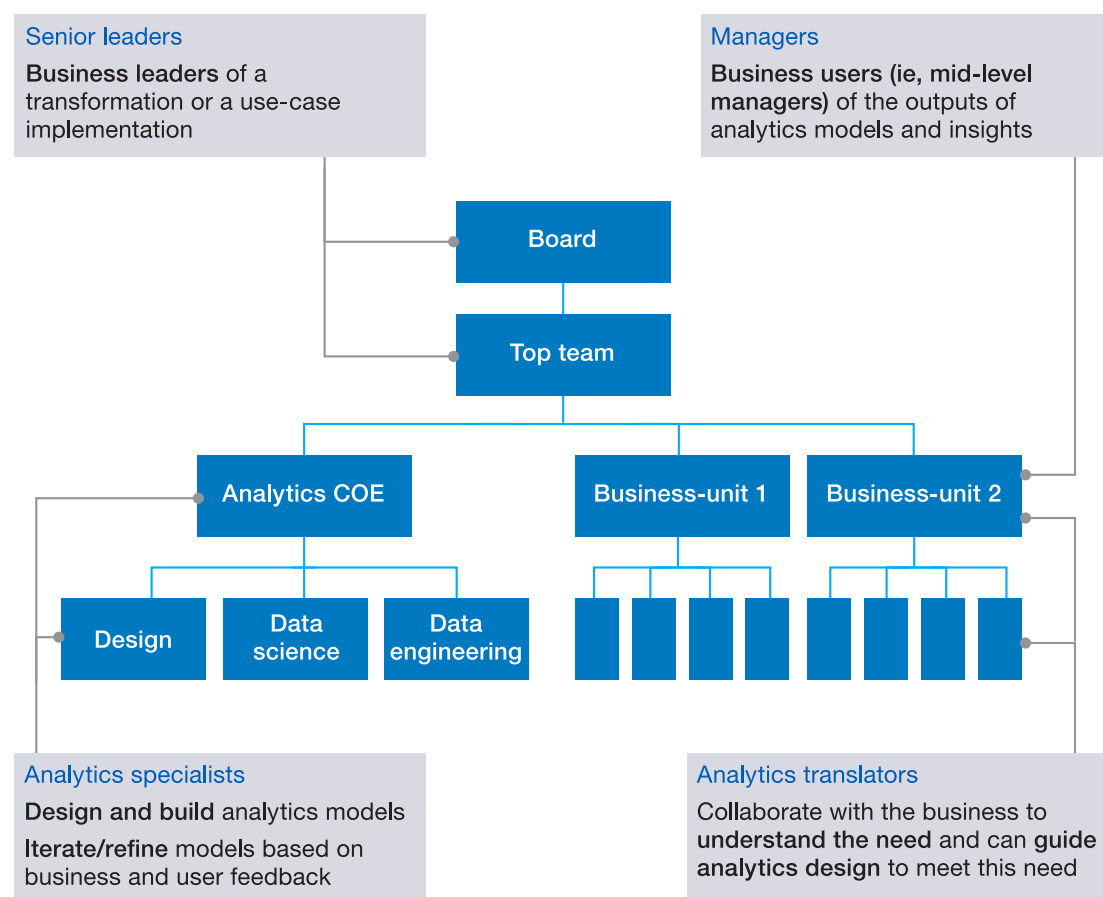 Senior leaders
Business leaders of a
transformation or a use-case
implementation
Managers
Business users (ie, mid-level
managers) of the outputs of
analytics models and insights
Board
Top team
Analytics COE
Business-unit 1
Business-unit 2
Design
Data
science
Data
engineering
Analytics specialists
Design and build analytics models
Iterate/refine models based on
business and user feedback
Analytics translators
Collaborate with the business to
understand the need and can guide
analytics design to meet this need